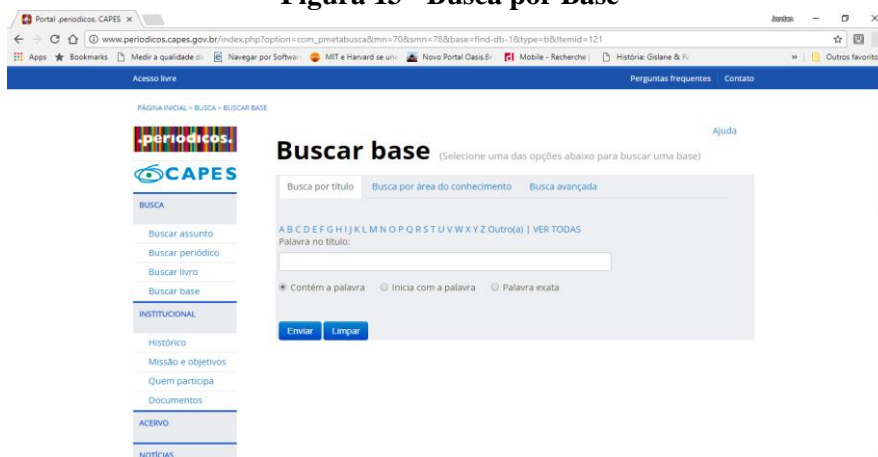 Figura 15 - Busca por Base
Portal .periodicos. CAPES
www.periodicos.capes.gov.br/index.php?option=com_pmetabusca&mn=70&smn=78&base=find-db-1&type=b&Itemid=121
Apps Bookmarks Medir a qualidade d Navegar por Softwar MIT e Harvard se un Novo Portal Oasis.Br Mobile - Recherche | História: Gislane & » Outros favorito
Acesso livre Perguntas frequentes Contato
PÁGINA INICIAL > BUSCA > BUSCAR BASE
.periodicos.
Ajuda
Buscar base (Selecione uma das opções abaixo para buscar uma base)
CAPES
Busca por título Busca por área do conhecimento Busca avançada
BUSCA
Buscar assunto
Buscar periódico
Buscar livro
Buscar base
A B C D E F G H I J K L M N O P Q R S T U V W X Y Z Outro(a) | VER TODAS
Palavra no título:
Contém a palavra Inicia com a palavra Palavra exata
Enviar Limpar
INSTITUCIONAL
Histórico
Missão e objetivos
Quem participa
Documentos
ACERVO
NOTÍCIAS